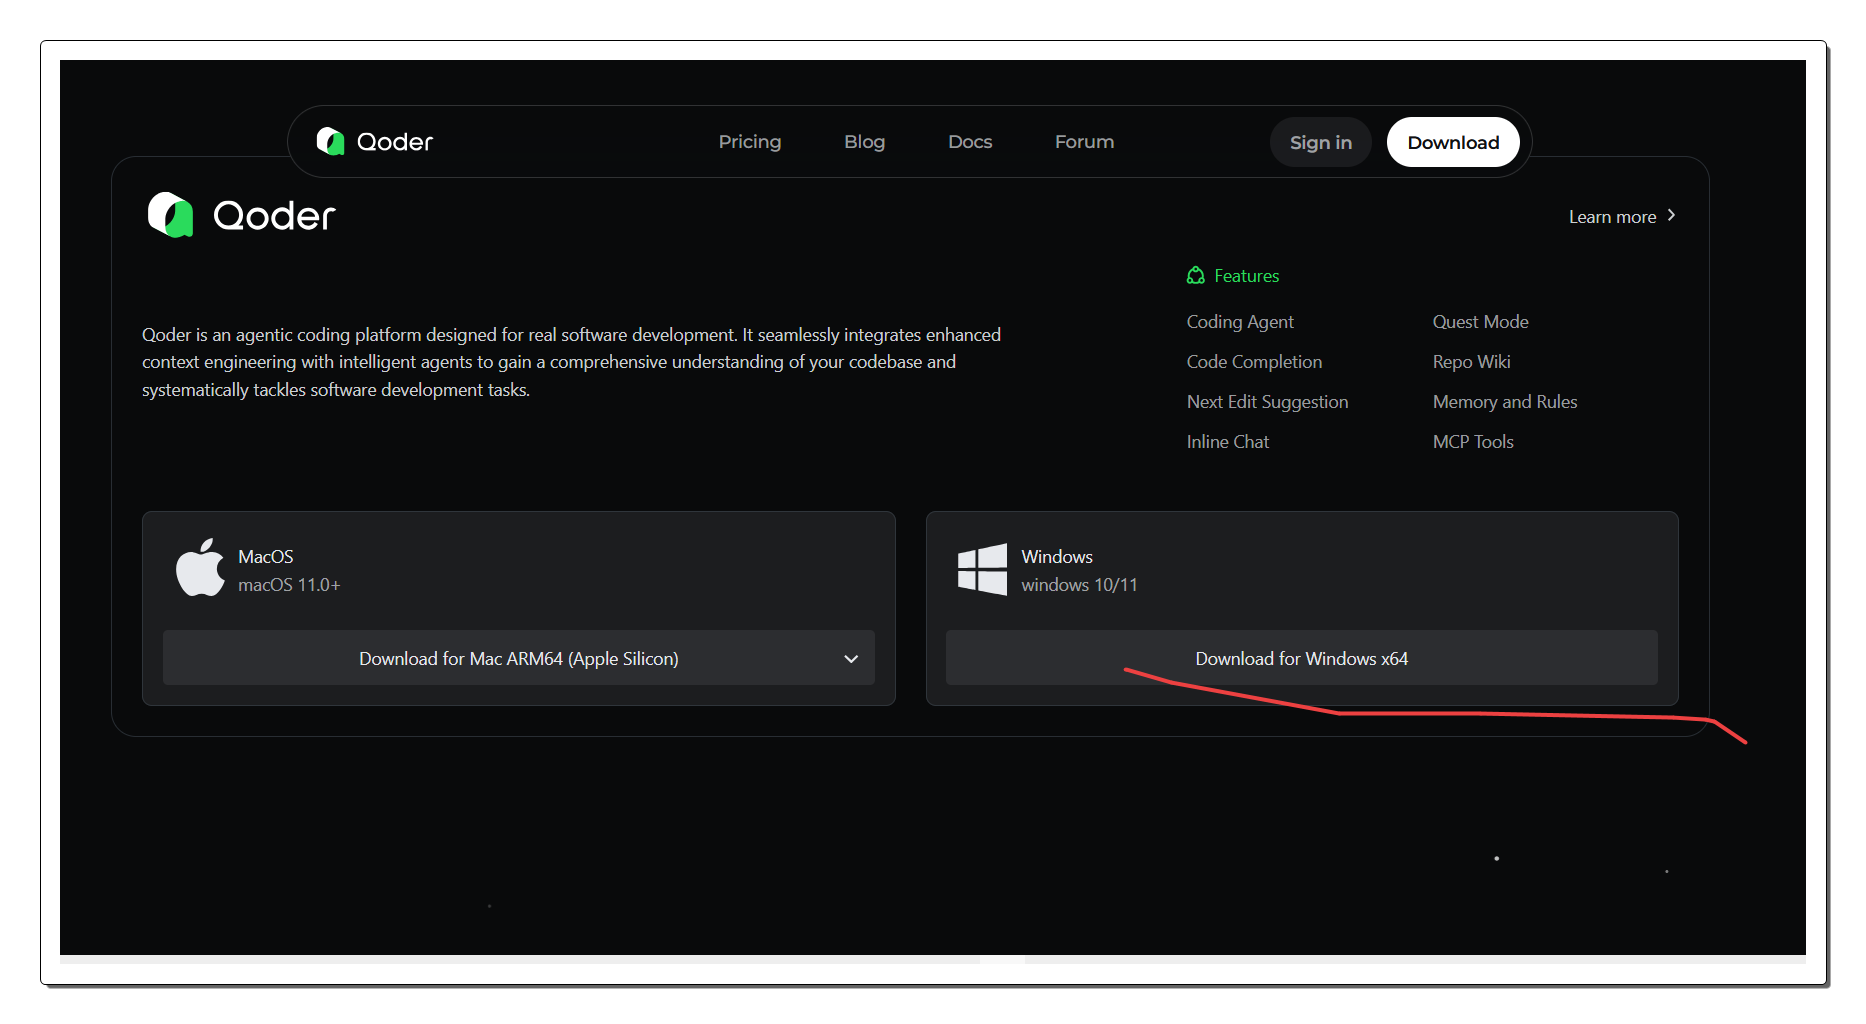 Qoder
Pricing
Blog
Docs
Forum
Sign in
Download
Qoder
Learn more
Qoder is an agentic coding platform designed for real software development. It seamlessly integrates enhanced
context engineering with intelligent agents to gain a comprehensive understanding of your codebase and
systematically tackles software development tasks.
Features
Coding Agent
Quest Mode
Code Completion
Repo Wiki
Next Edit Suggestion
Memory and Rules
Inline Chat
MCP Tools
MacOS
macOS 11.0+
Download for Mac ARM64 (Apple Silicon)
Windows
windows 10/11
Download for Windows x64